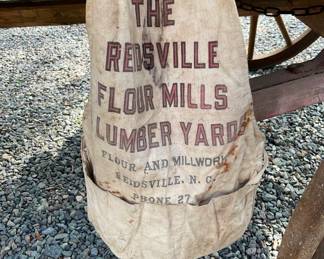 THE
REIDSVILLE
FLOUR MILLS
LUMBER YARD
FLOUR AND MILLWORK
REIDSVILLE, N. C.
PHONE 27